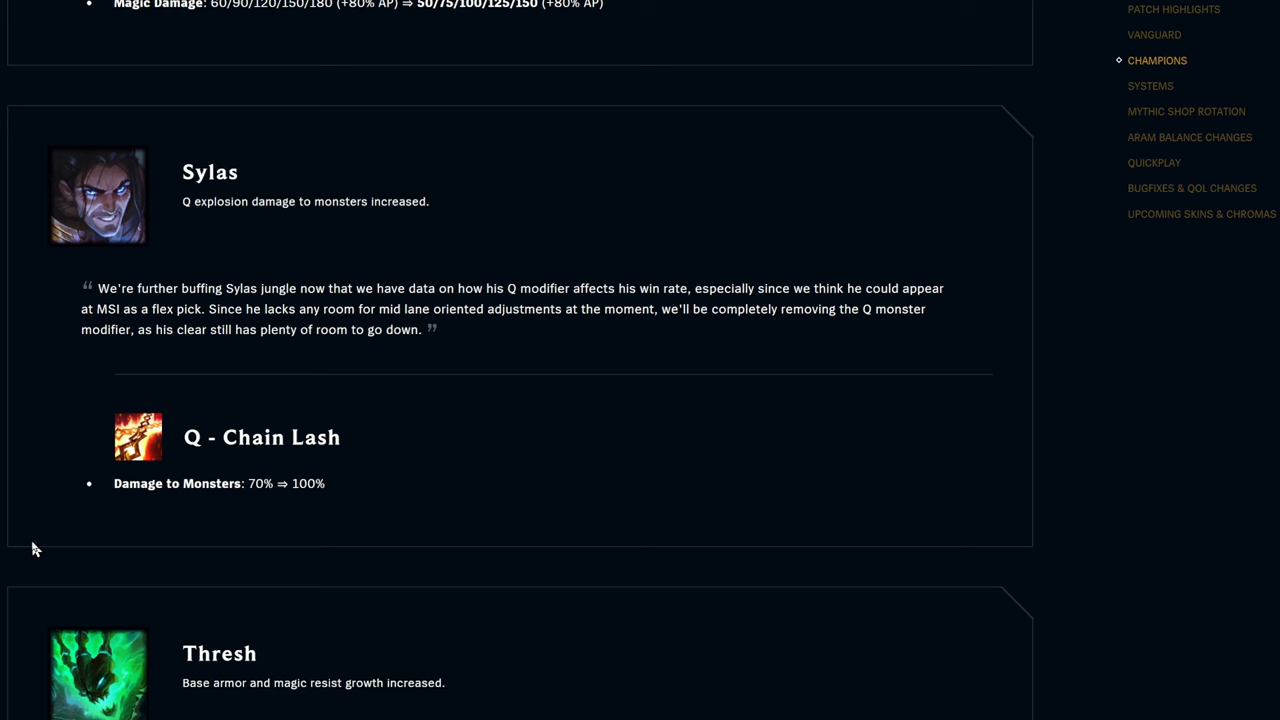 • Magic Damage: 60/90/120/150/180 (+80% AP) ⇒ 50/75/100/125/150 (+80% AP)
Sylas
Q explosion damage to monsters increased.
“ We're further buffing Sylas jungle now that we have data on how his Q modifier affects his win rate, especially since we think he could appear
at MSI as a flex pick. Since he lacks any room for mid lane oriented adjustments at the moment, we'll be completely removing the Q monster
modifier, as his clear still has plenty of room to go down. ”
Q - Chain Lash
• Damage to Monsters: 70% ⇒ 100%
Thresh
Base armor and magic resist growth increased.
PATCH HIGHLIGHTS
VANGUARD
CHAMPIONS
SYSTEMS
MYTHIC SHOP ROTATION
ARAM BALANCE CHANGES
QUICKPLAY
BUGFIXES & QOL CHANGES
UPCOMING SKINS & CHROMAS